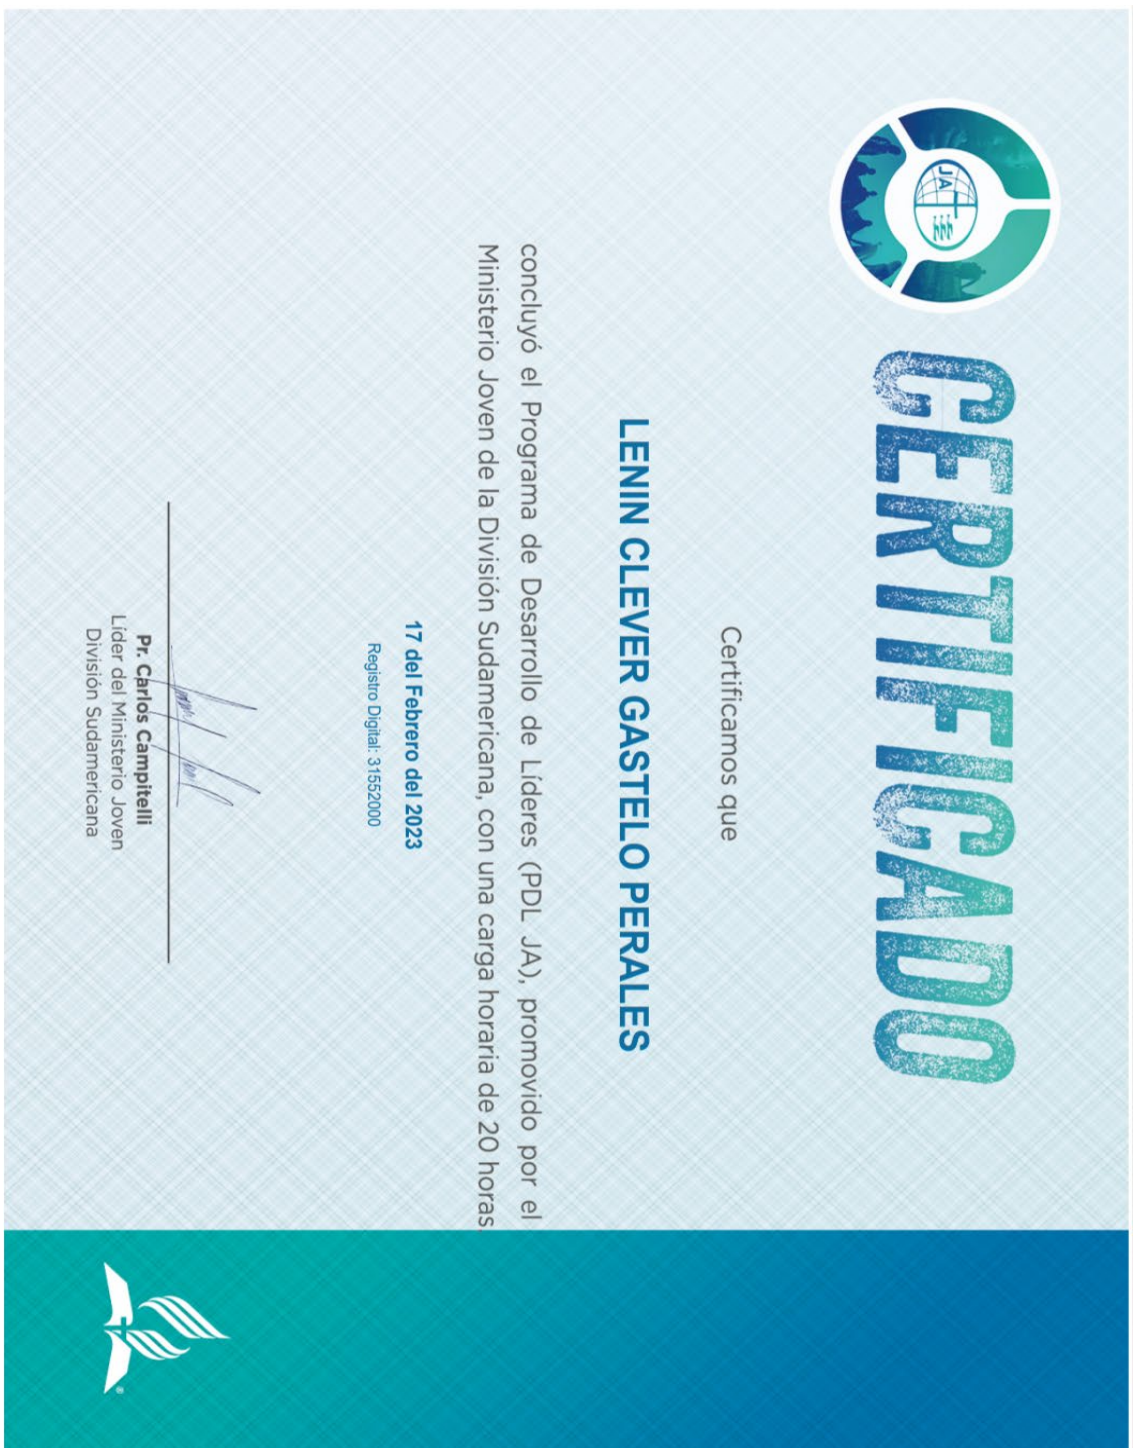 JA
CERTIFICADO
Certificamos que
LENIN CLEVER GASTELO PERALES
concluyó el Programa de Desarrollo de Líderes (PDL JA), promovido por el
Ministerio Joven de la División Sudamericana, con una carga horaria de 20 horas
17 del Febrero del 2023
Registro Digital: 31552000
Pr. Carlos Campitelli
Líder del Ministerio Joven
División Sudamericana
®